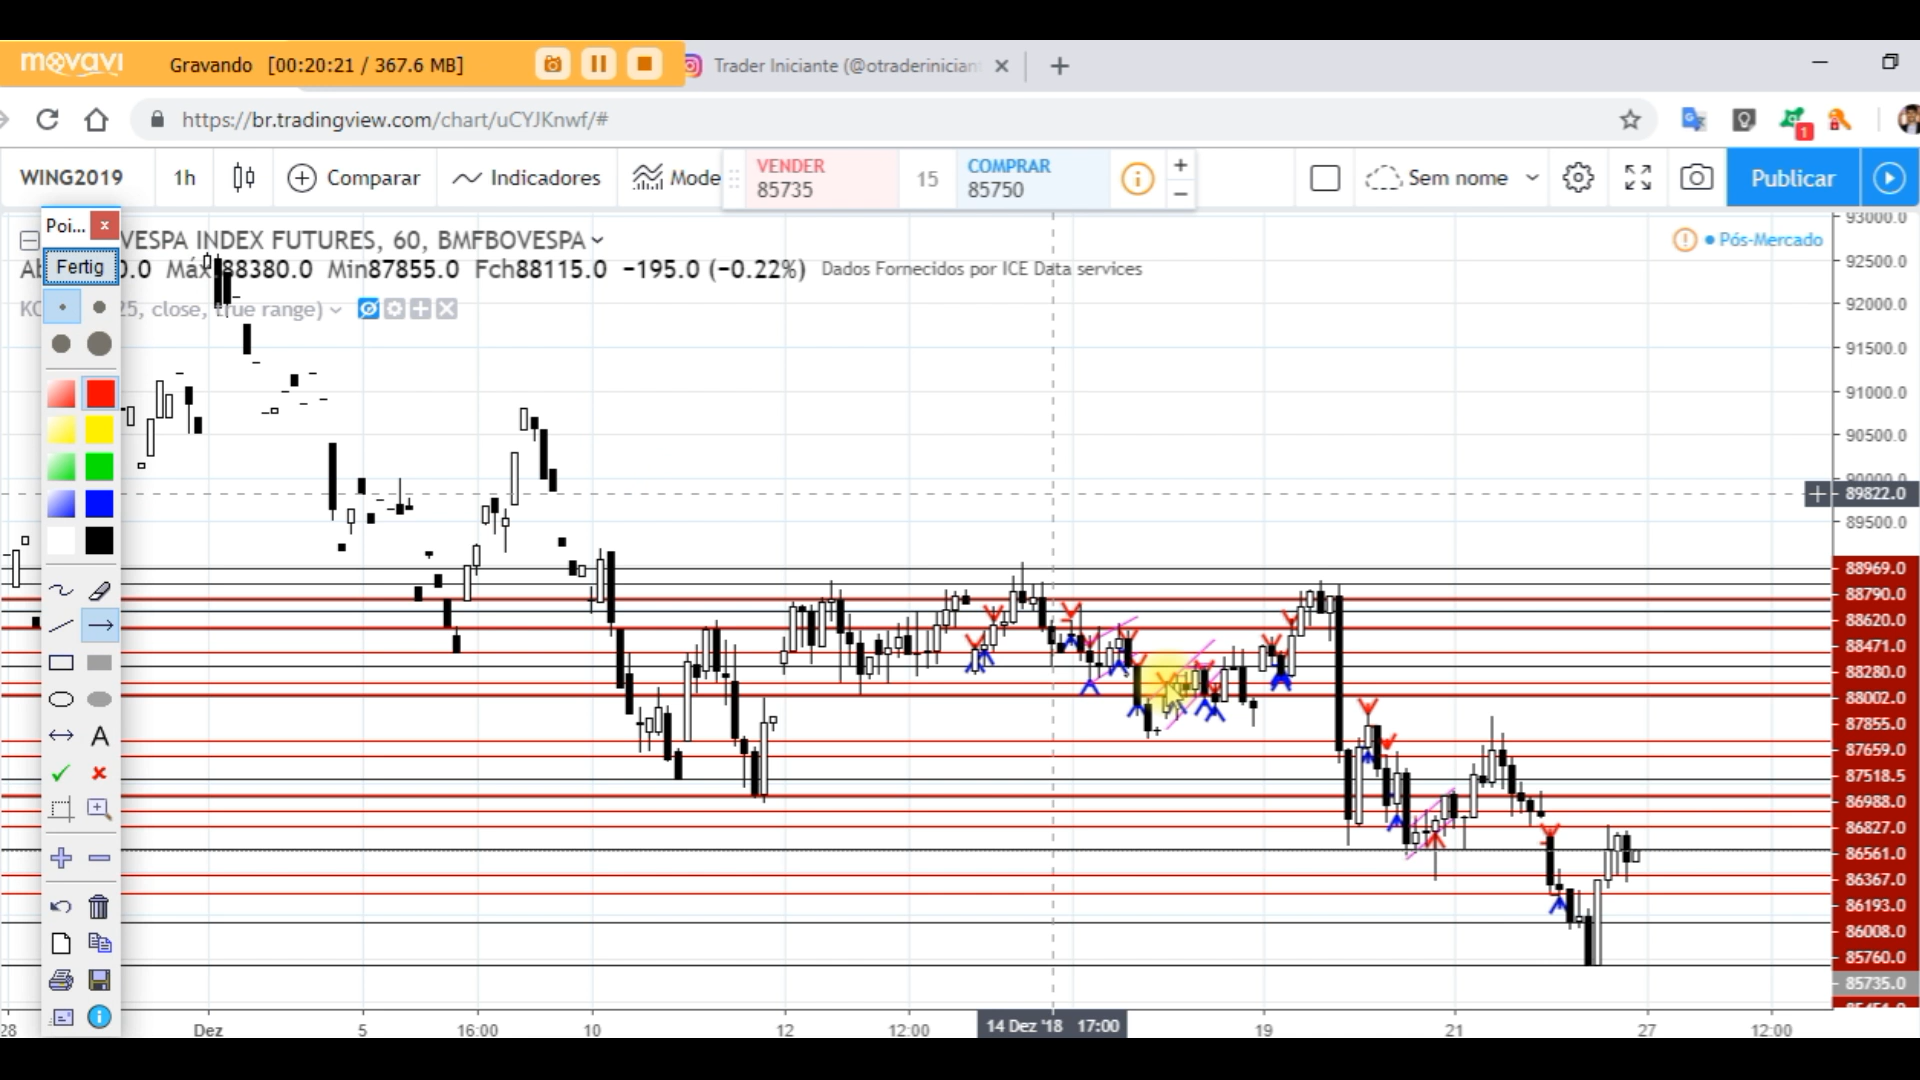 movavi
Gravando [00:20:21 / 367.6 MB]
Trader Iniciante (@otraderinician
https://br.tradingview.com/chart/uCYJKnwf/#
1
WING2019
1h
Comparar
Indicadores
Mode
VENDER
85735
15
COMPRAR
85750
Sem nome
Publicar
Poi...
Fertig
VESPA INDEX FUTURES, 60, BMFBOVESPA
Pós-Mercado
Máx88380.0 Min87855.0 Fch88115.0 −195.0 (−0.22%) Dados Fornecidos por ICE Data services
25, close, true range)
A
93000.0
92500.0
92000.0
91500.0
91000.0
90500.0
90000.0
89822.0
89500.0
88969.0
88790.0
88620.0
88471.0
88280.0
88002.0
87855.0
87659.0
87518.5
86988.0
86827.0
86561.0
86367.0
86193.0
86008.0
85760.0
85735.0
28
Dez
5
16:00
10
12
12:00
14 Dez '18 17:00
19
21
27
12:00